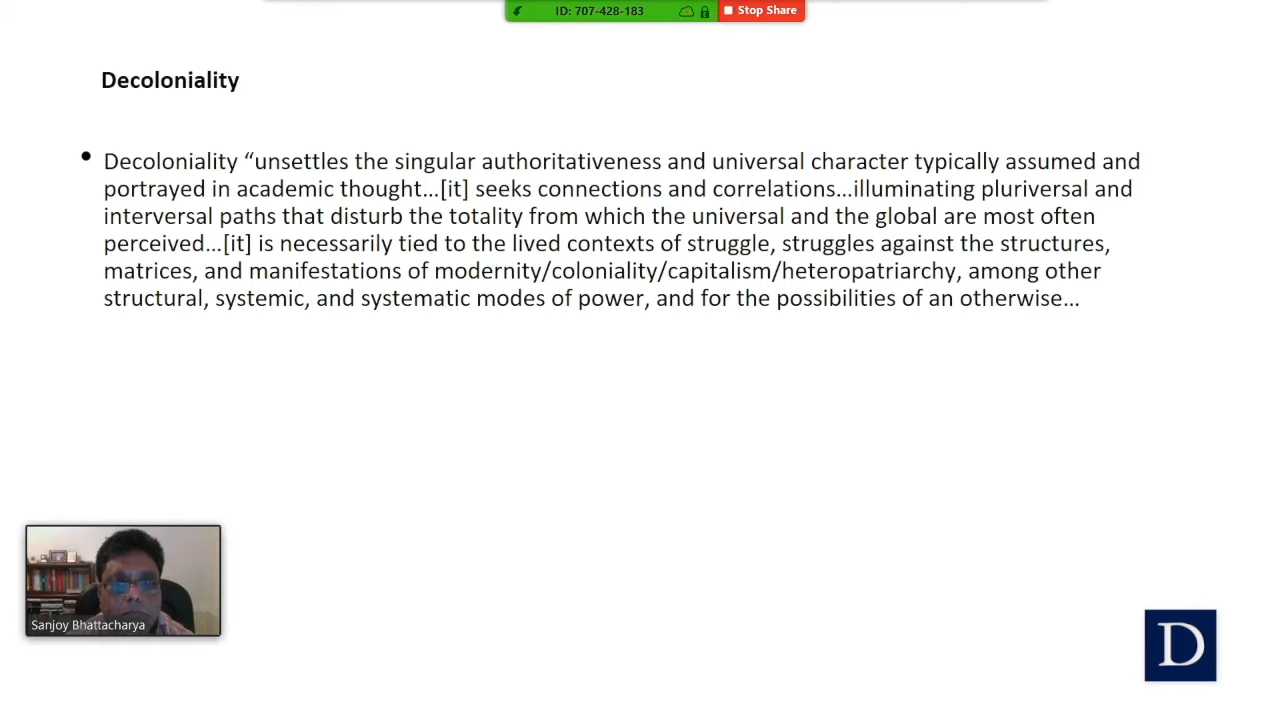 ID: 707-428-183
Stop Share
Decoloniality
• Decoloniality “unsettles the singular authoritativeness and universal character typically assumed and
portrayed in academic thought…[it] seeks connections and correlations…illuminating pluriversal and
interversal paths that disturb the totality from which the universal and the global are most often
perceived…[it] is necessarily tied to the lived contexts of struggle, struggles against the structures,
matrices, and manifestations of modernity/coloniality/capitalism/heteropatriarchy, among other
structural, systemic, and systematic modes of power, and for the possibilities of an otherwise…
Sanjoy Bhattacharya
D